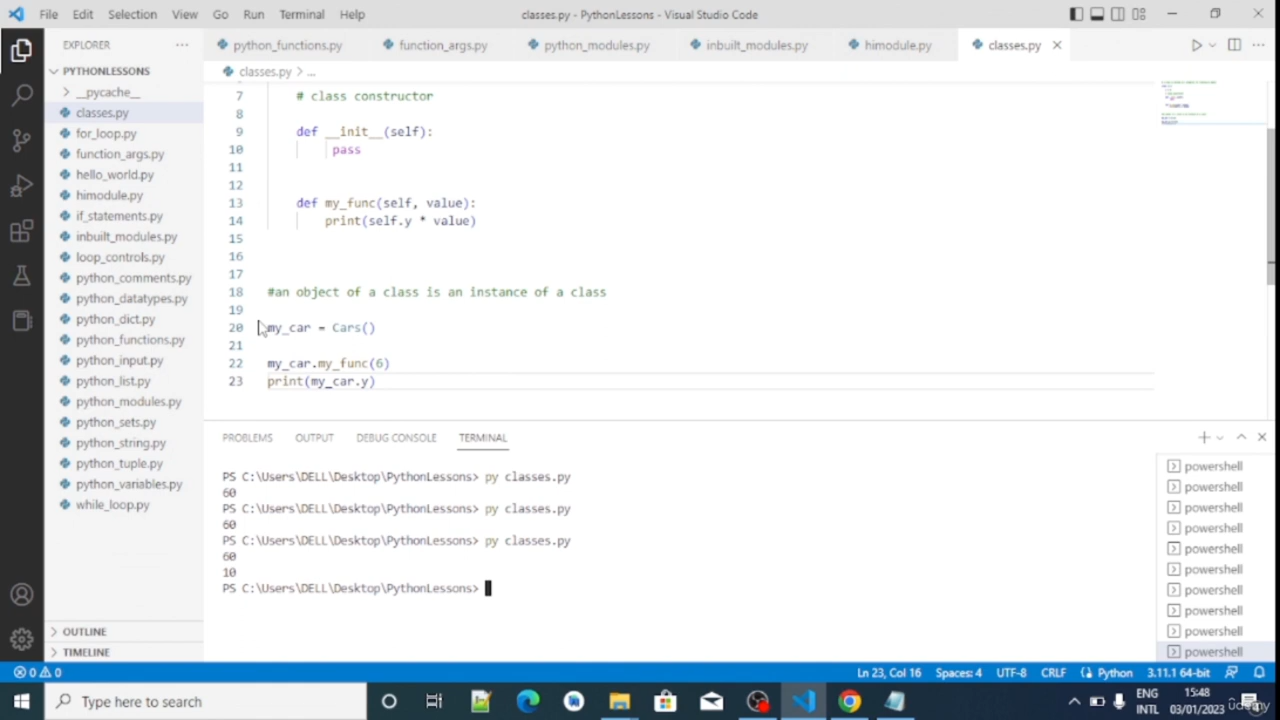 File Edit Selection View Go Run Terminal Help
classes.py - PythonLessons - Visual Studio Code
EXPLORER
python_functions.py function_args.py python_modules.py inbuilt_modules.py himodule.py classes.py
PYTHONLESSONS
classes.py > ...
__pycache__
classes.py
for_loop.py
function_args.py
hello_world.py
himodule.py
if_statements.py
inbuilt_modules.py
loop_controls.py
python_comments.py
python_datatypes.py
python_dict.py
python_functions.py
python_input.py
python_list.py
python_modules.py
python_sets.py
python_string.py
python_tuple.py
python_variables.py
while_loop.py
OUTLINE
TIMELINE
7 # class constructor
8
9 def __init__(self):
10 pass
11
12
13 def my_func(self, value):
14 print(self.y * value)
15
16
17
18 #an object of a class is an instance of a class
19
20 my_car = Cars()
21
22 my_car.my_func(6)
23 print(my_car.y)
PROBLEMS OUTPUT DEBUG CONSOLE TERMINAL
PS C:\Users\DELL\Desktop\PythonLessons> py classes.py
60
PS C:\Users\DELL\Desktop\PythonLessons> py classes.py
60
PS C:\Users\DELL\Desktop\PythonLessons> py classes.py
60
10
PS C:\Users\DELL\Desktop\PythonLessons>
powershell
powershell
powershell
powershell
powershell
powershell
powershell
powershell
powershell
powershell
0 0 Ln 23, Col 16 Spaces: 4 UTF-8 CRLF Python 3.11.1 64-bit
Type here to search
ENG
INTL
15:48
03/01/2023
udemy